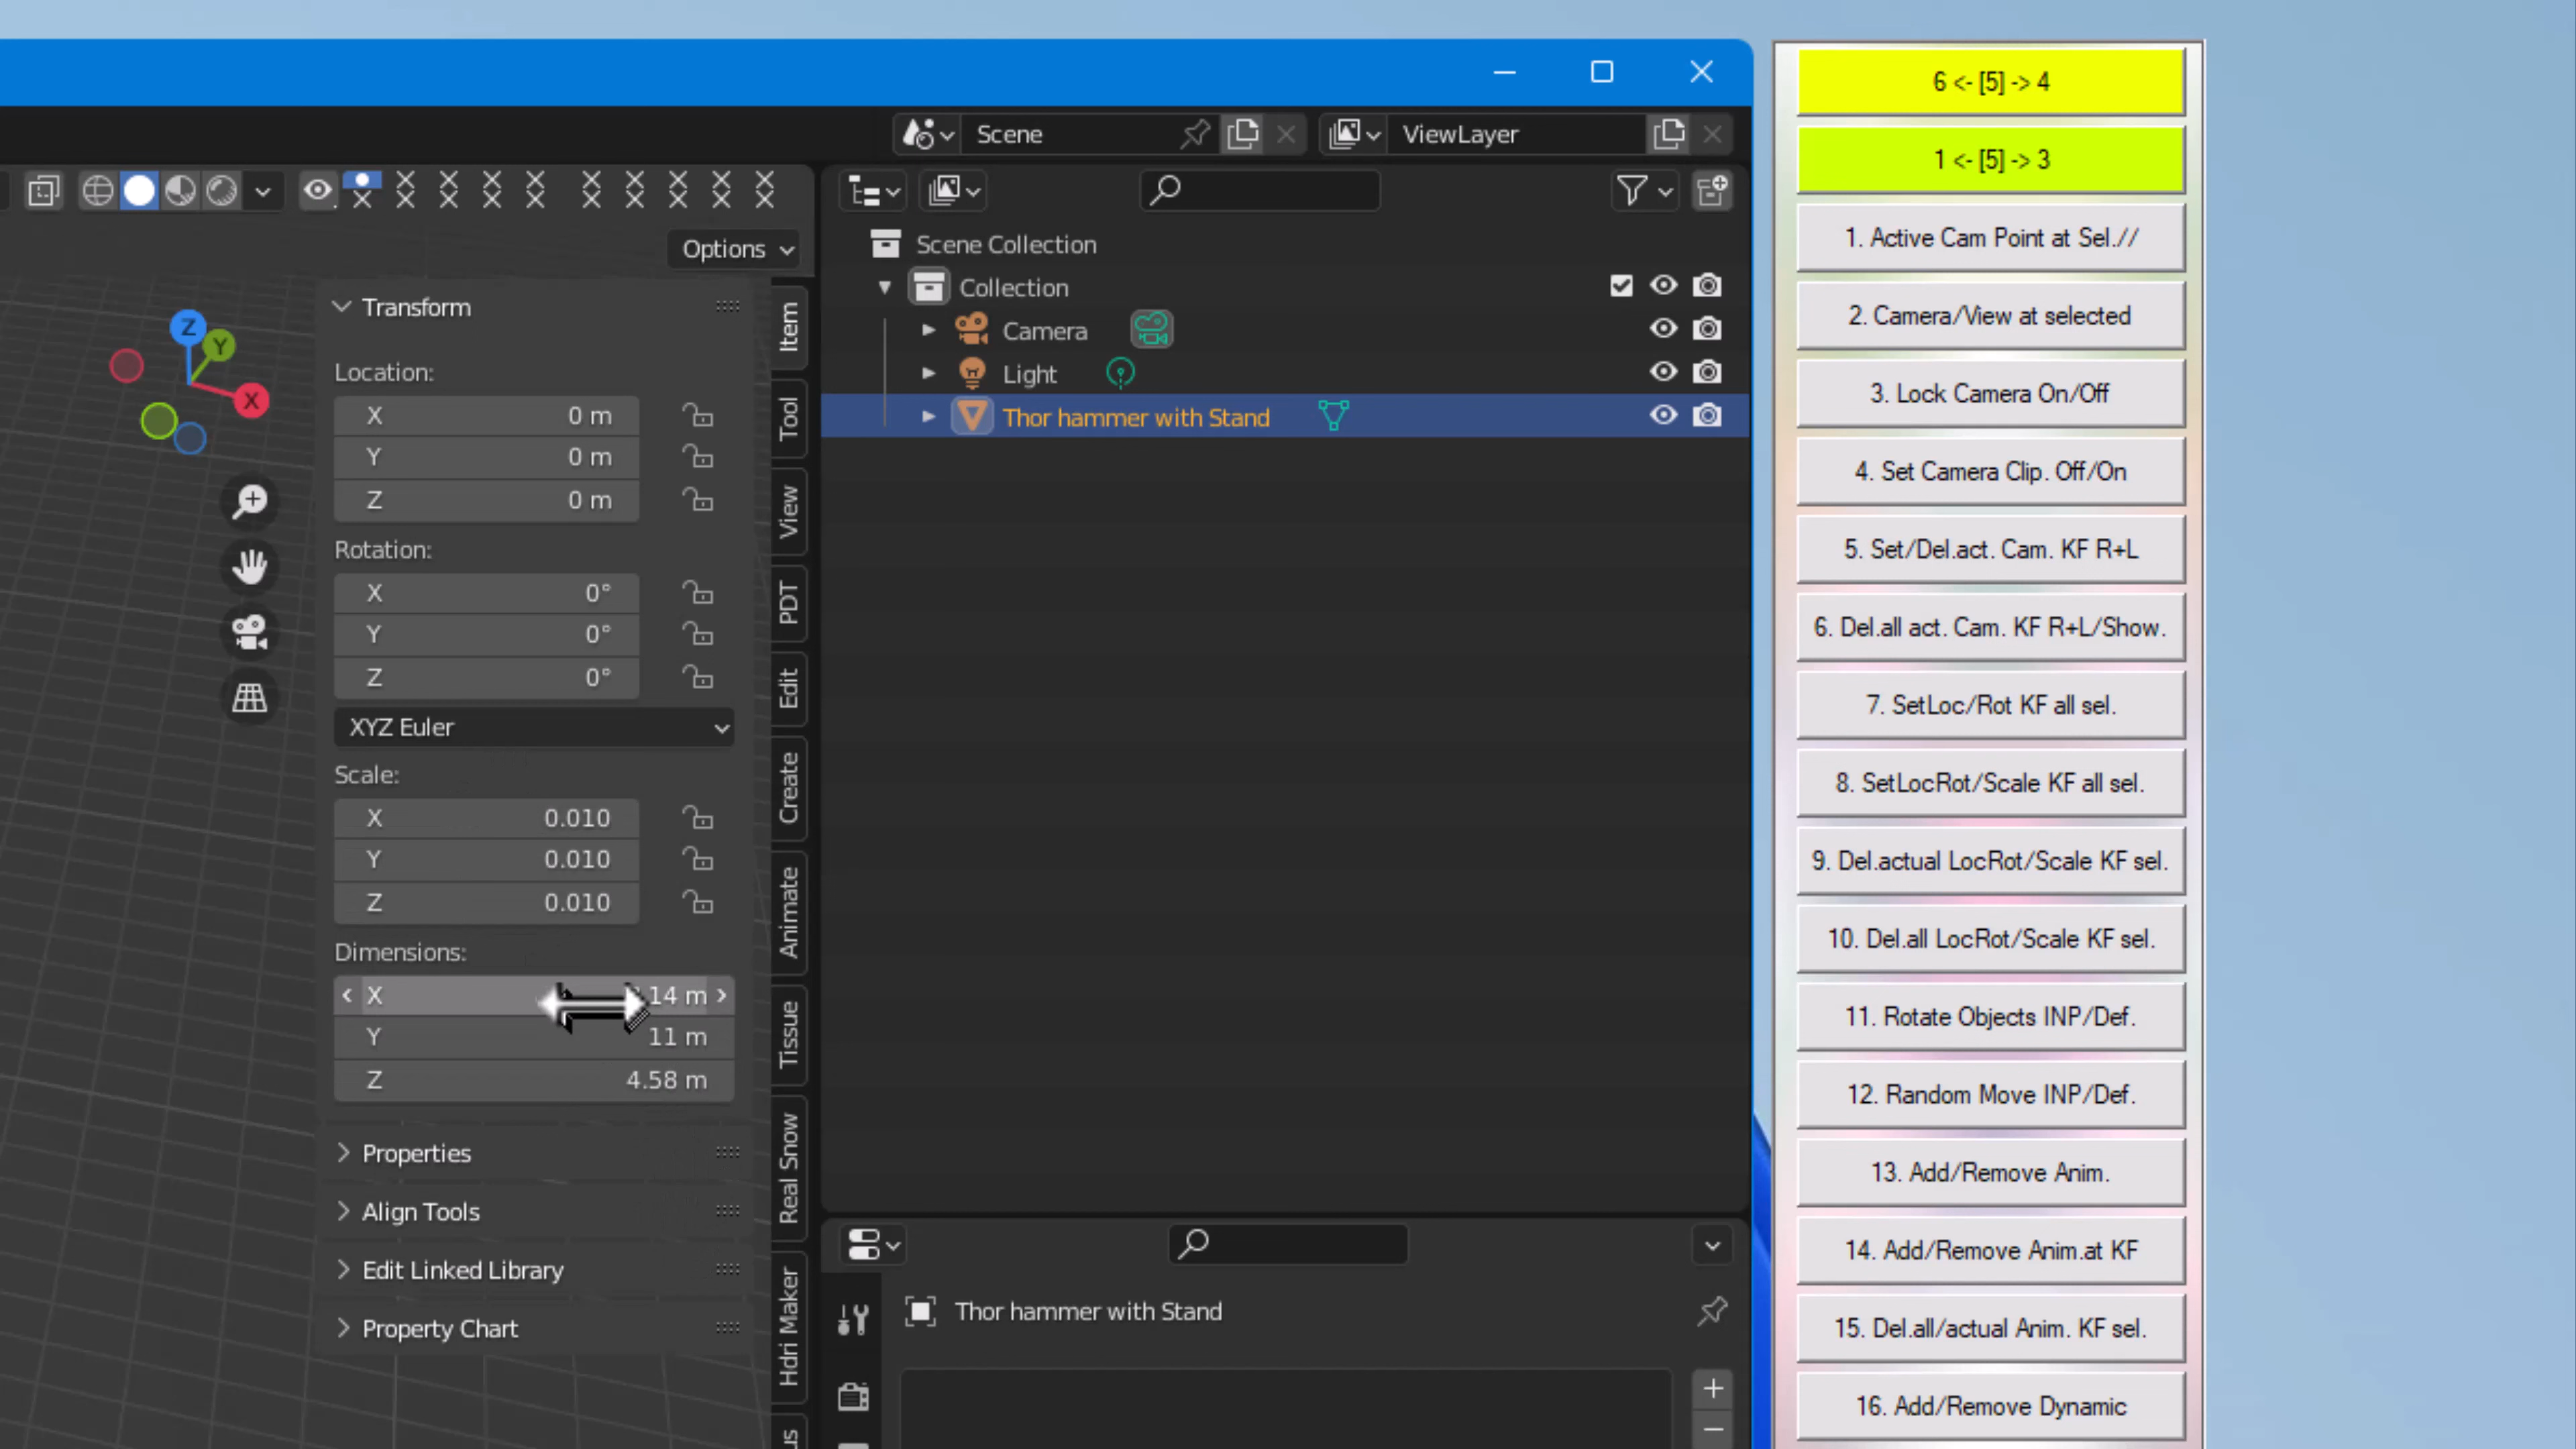 Scene
ViewLayer
Options
Z
Y
X
Transform
Location:
X 0 m
Y 0 m
Z 0 m
Rotation:
X 0°
Y 0°
Z 0°
XYZ Euler
Scale:
X 0.010
Y 0.010
Z 0.010
Dimensions:
X 14 m
Y 11 m
Z 4.58 m
Properties
Align Tools
Edit Linked Library
Property Chart
Item
Tool
View
PDT
Edit
Create
Animate
Tissue
Real Snow
Hdri Maker
Scene Collection
Collection
Camera
Light
Thor hammer with Stand
Thor hammer with Stand
6 <- [5] -> 4
1 <- [5] -> 3
1. Active Cam Point at Sel.//
2. Camera/View at selected
3. Lock Camera On/Off
4. Set Camera Clip. Off/On
5. Set/Del.act. Cam. KF R+L
6. Del.all act. Cam. KF R+L/Show.
7. SetLoc/Rot KF all sel.
8. SetLocRot/Scale KF all sel.
9. Del.actual LocRot/Scale KF sel.
10. Del.all LocRot/Scale KF sel.
11. Rotate Objects INP/Def.
12. Random Move INP/Def.
13. Add/Remove Anim.
14. Add/Remove Anim.at KF
15. Del.all/actual Anim. KF sel.
16. Add/Remove Dynamic